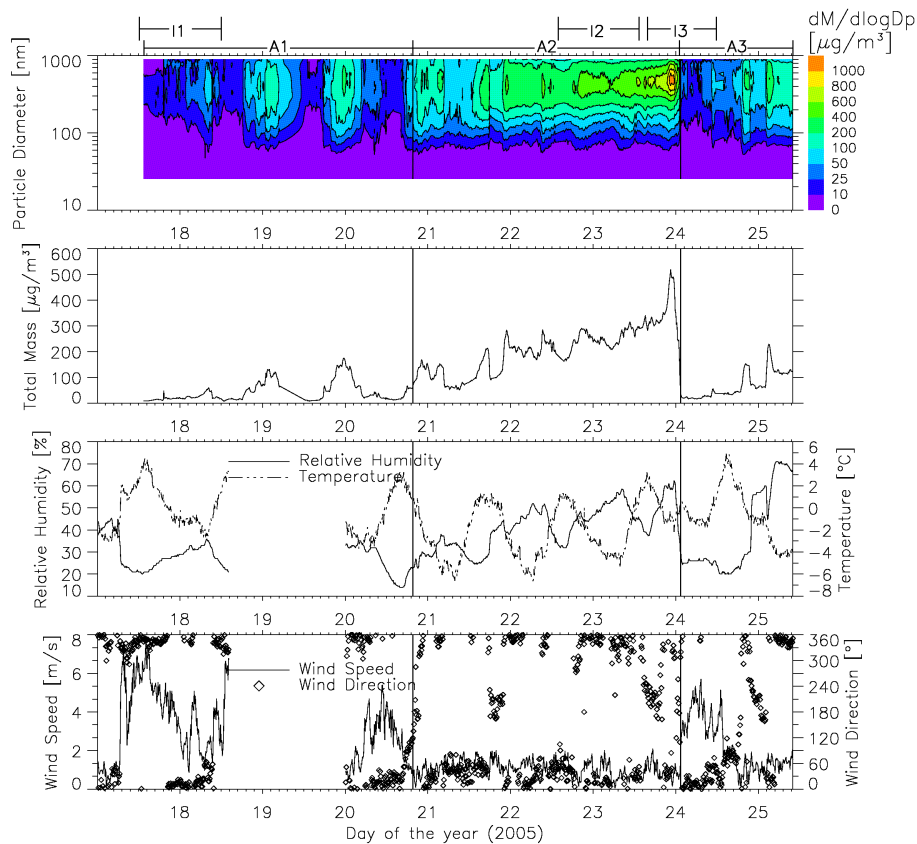 I1 I2 I3
A1 A2 A3
dM/dlogDp
[μg/m³]
1000
800
600
400
200
100
50
25
10
0
Particle Diameter [nm]
1000
100
10
18 19 20 21 22 23 24 25
Total Mass [μg/m³]
600
500
400
300
200
100
0
18 19 20 21 22 23 24 25
Relative Humidity [%]
80
70
60
50
40
30
20
10
Relative Humidity
Temperature
6
4
2
0
-2
-4
-6
-8
Temperature [°C]
18 19 20 21 22 23 24 25
Wind Speed [m/s]
8
6
4
2
0
Wind Speed
Wind Direction
360
300
240
180
120
60
0
Wind Direction [°]
18 19 20 21 22 23 24 25
Day of the year (2005)